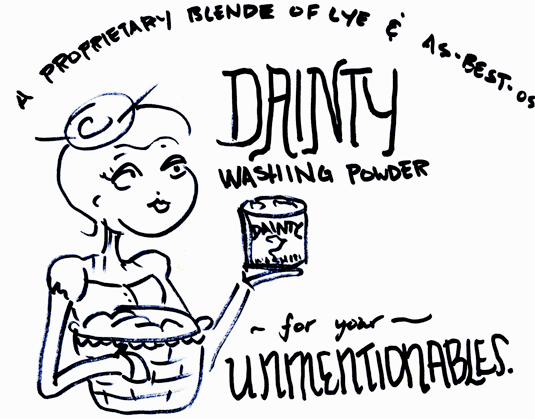 A PROPRIETARY BLENDE OF LYE & AS-BEST-OS
DAINTY
WASHING POWDER
DAINTY
~ for your ~
UNMENTIONABLES.